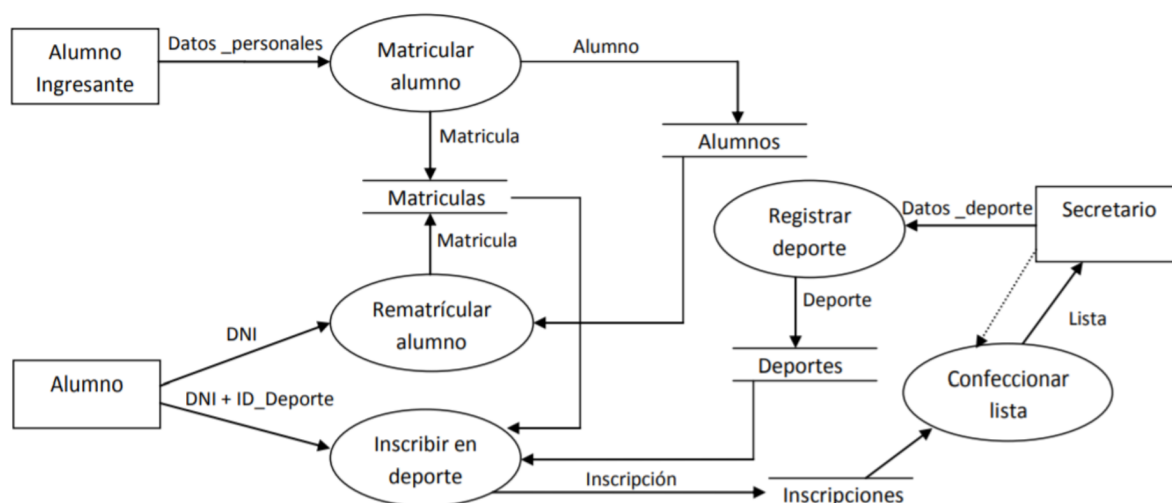 Alumno
Ingresante
Datos _personales
Matricular
alumno
Alumno
Matricula
Alumnos
Matriculas
Matricula
Registrar
deporte
Datos _deporte
Secretario
Deporte
Rematrícular
alumno
DNI
Lista
Alumno
DNI + ID_Deporte
Deportes
Confeccionar
lista
Inscribir en
deporte
Inscripción
Inscripciones